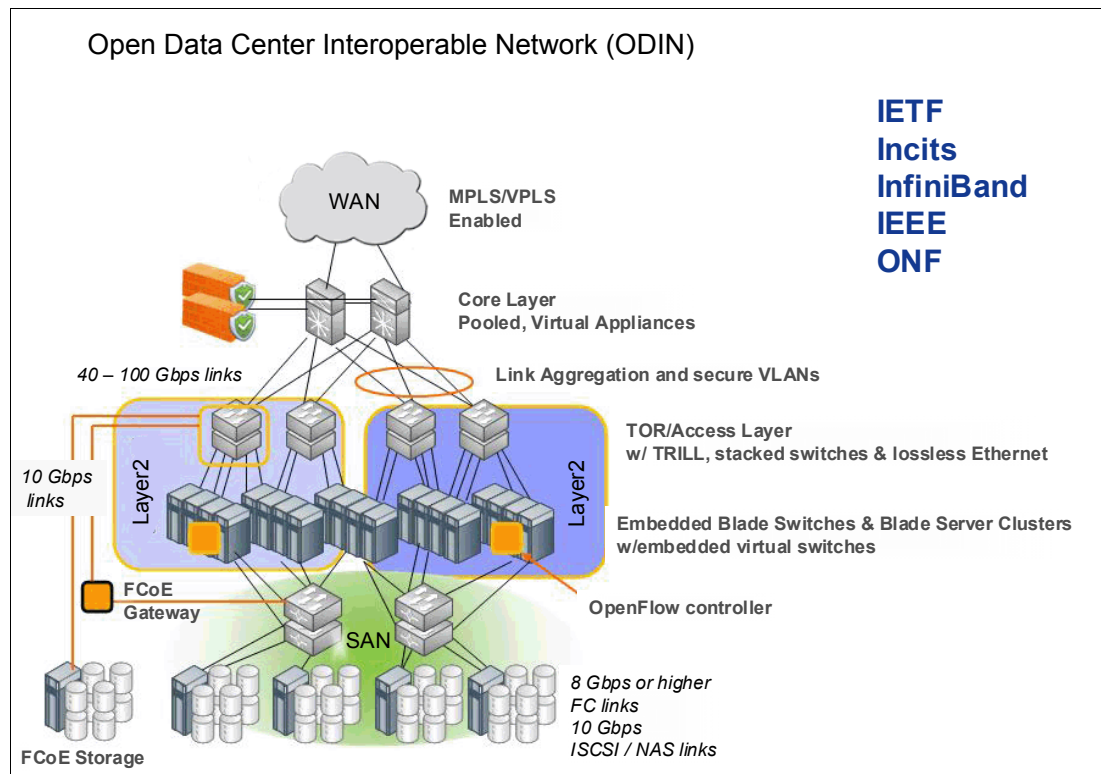 Open Data Center Interoperable Network (ODIN)
IETF
Incits
InfiniBand
IEEE
ONF
WAN
MPLS/VPLS
Enabled
Core Layer
Pooled, Virtual Appliances
40 – 100 Gbps links
Link Aggregation and secure VLANs
TOR/Access Layer
w/ TRILL, stacked switches & lossless Ethernet
10 Gbps
links
Layer2
Layer2
Embedded Blade Switches & Blade Server Clusters
w/embedded virtual switches
FCoE
Gateway
OpenFlow controller
SAN
8 Gbps or higher
FC links
10 Gbps
ISCSI / NAS links
FCoE Storage